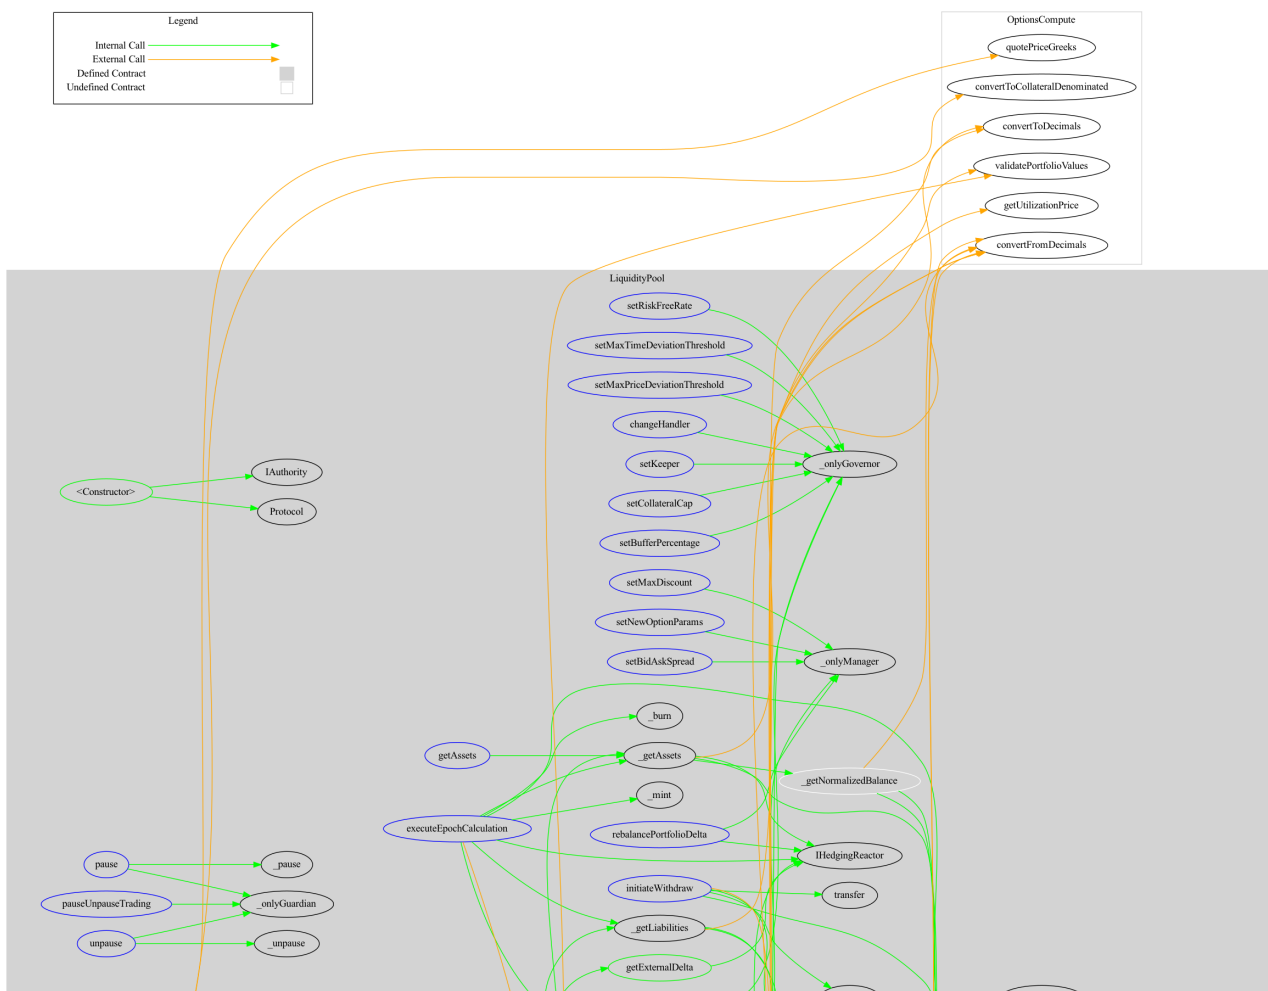 Legend
Internal Call
External Call
Defined Contract
Undefined Contract
OptionsCompute
quotePriceGreeks
convertToCollateralDenominated
convertToDecimals
validatePortfolioValues
getUtilizationPrice
convertFromDecimals
LiquidityPool
setRiskFreeRate
setMaxTimeDeviationThreshold
setMaxPriceDeviationThreshold
changeHandler
setKeeper
_onlyGovernor
IAuthority
<Constructor>
setCollateralCap
Protocol
setBufferPercentage
setMaxDiscount
setNewOptionParams
setBidAskSpread
_onlyManager
_burn
getAssets
_getAssets
_getNormalizedBalance
_mint
executeEpochCalculation
rebalancePortfolioDelta
IHedgingReactor
pause
_pause
initiateWithdraw
transfer
pauseUnpauseTrading
_onlyGuardian
_getLiabilities
unpause
_unpause
getExternalDelta